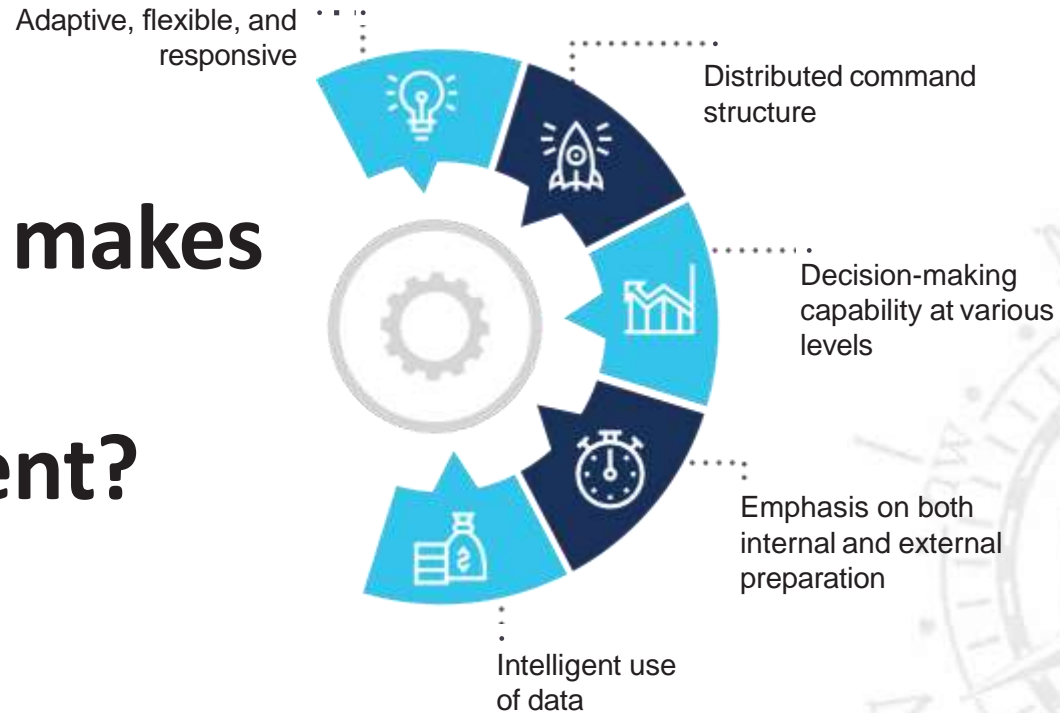 Adaptive, flexible, and
responsive
Distributed command
structure
makes
Decision-making
capability at various
levels
ent?
Emphasis on both
internal and external
preparation
Intelligent use
of data